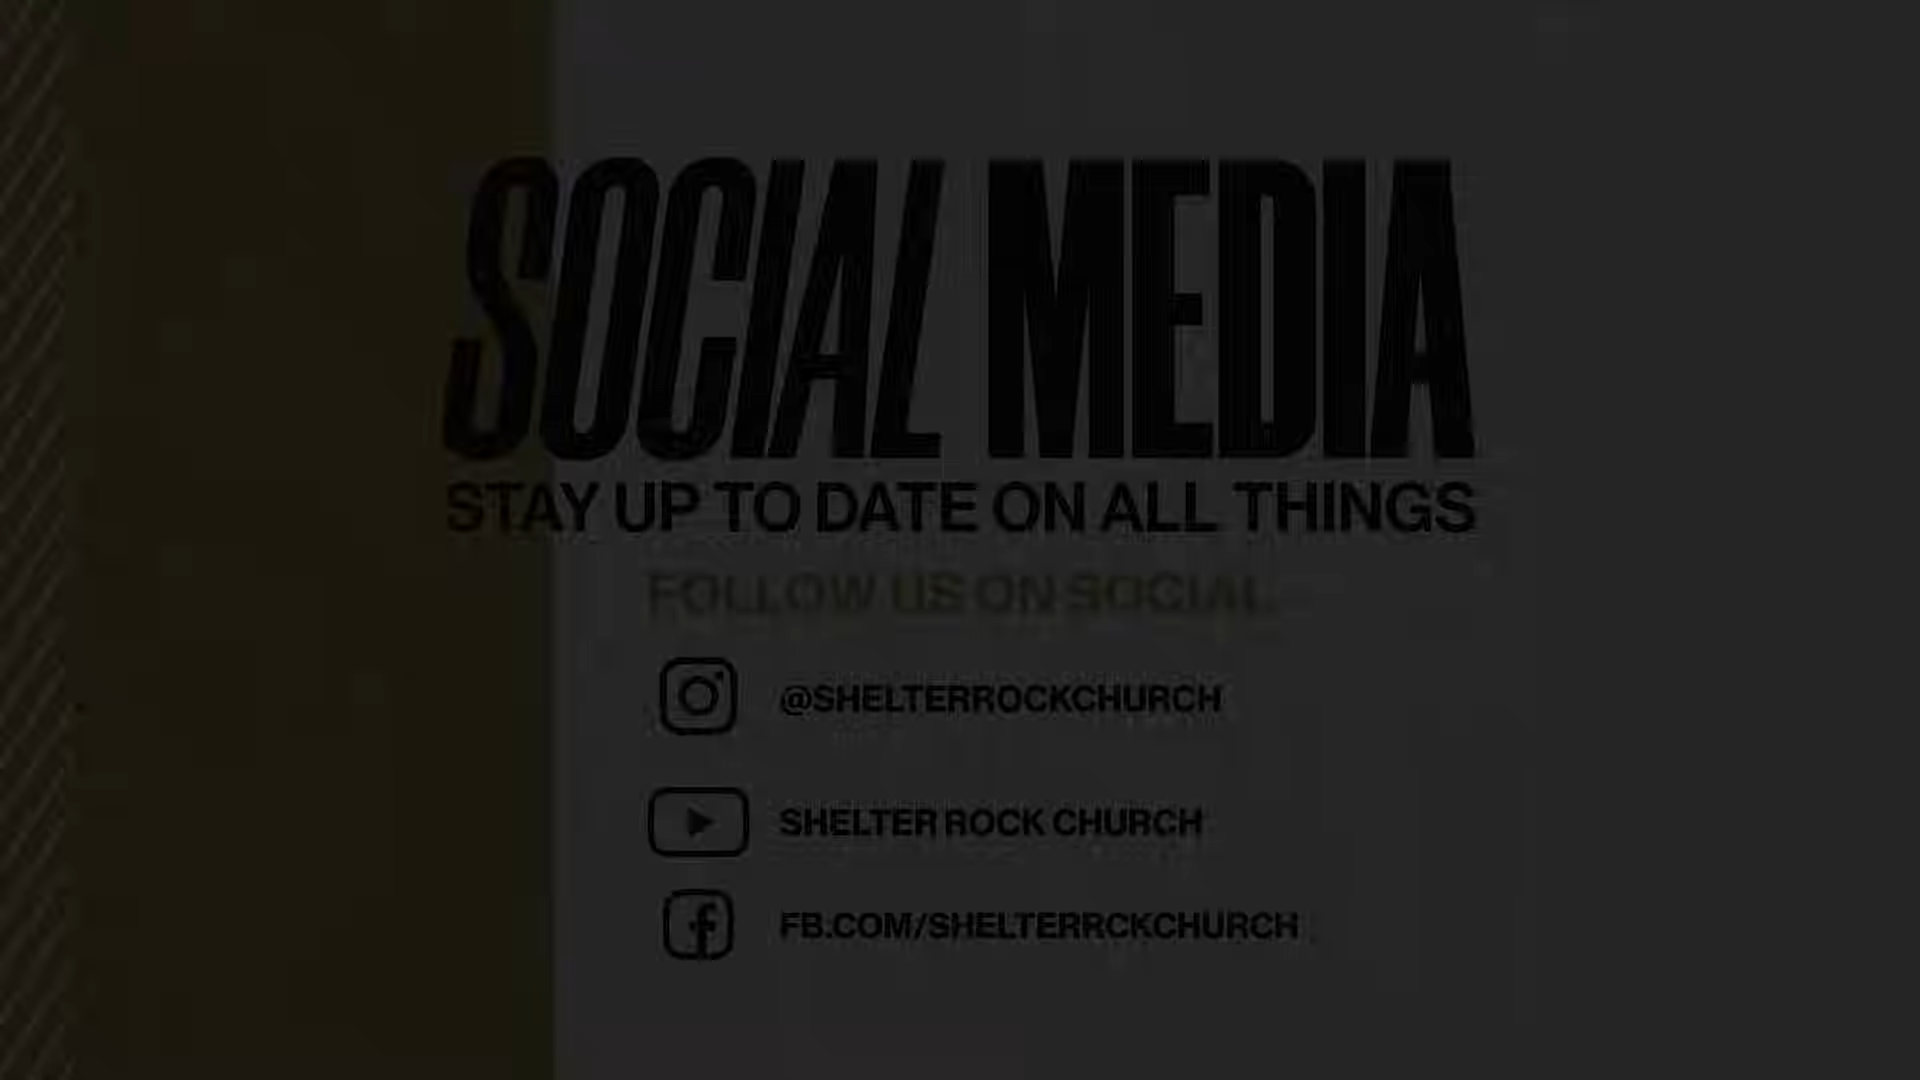 SOCIAL MEDIA
STAY UP TO DATE ON ALL THINGS
FOLLOW US ON SOCIAL
@SHELTERROCKCHURCH
SHELTER ROCK CHURCH
FB.COM/SHELTERRCKCHURCH